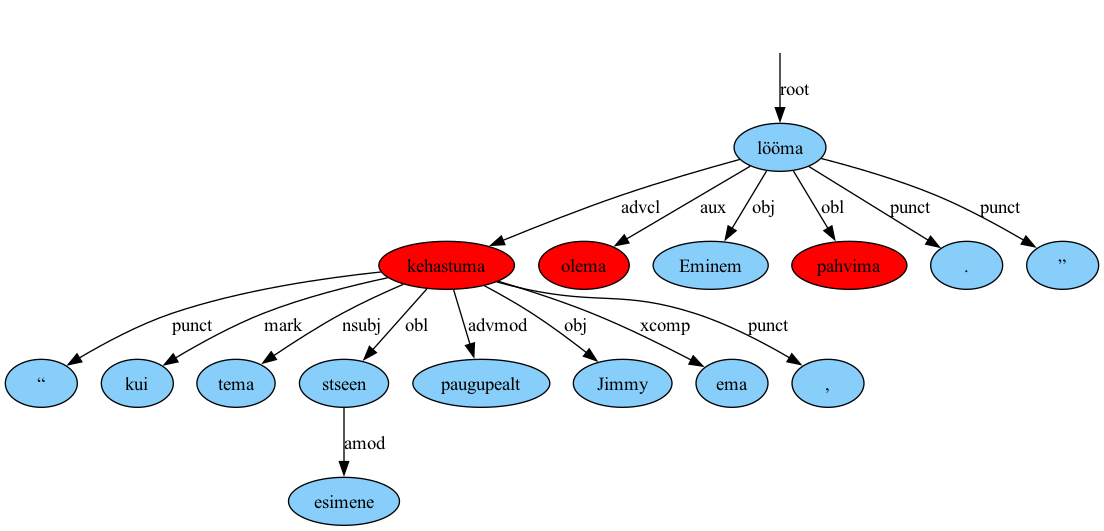 root
lööma
advcl aux obj obl punct punct
kehastuma olema Eminem pahvima . ”
punct mark nsubj obl advmod obj xcomp punct
“ kui tema stseen paugupealt Jimmy ema ,
amod
esimene